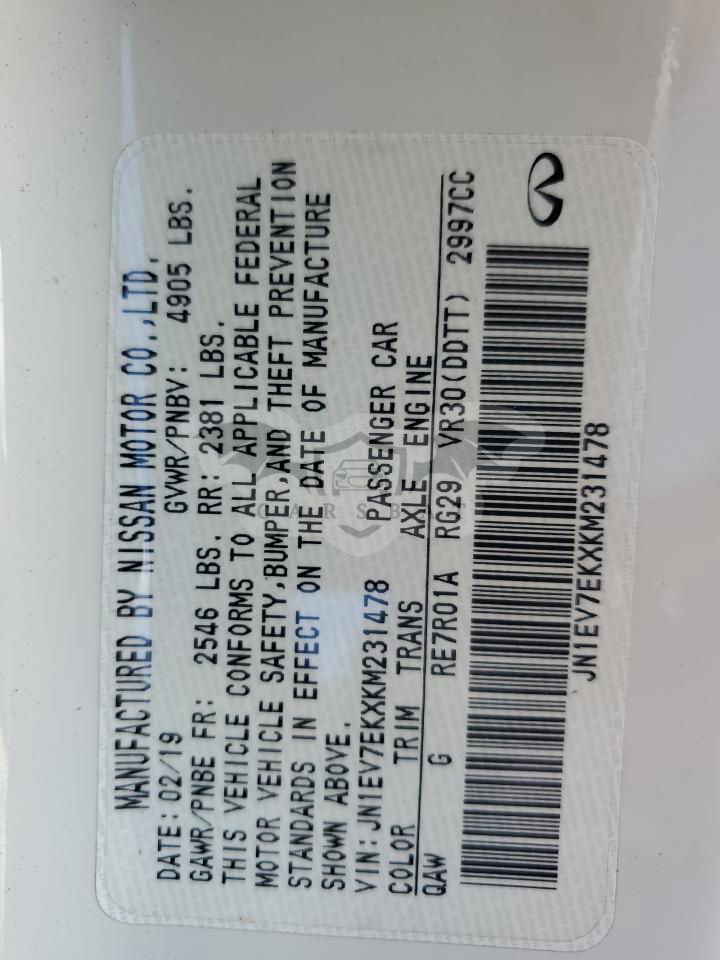 MANUFACTURED BY NISSAN MOTOR CO.,LTD.
DATE: 02/19 GVWR/PNBV: 4905 LBS.
GAWR/PNBE FR: 2546 LBS. RR: 2381 LBS.
THIS VEHICLE CONFORMS TO ALL APPLICABLE FEDERAL
MOTOR VEHICLE SAFETY,BUMPER,AND THEFT PREVENTION
STANDARDS IN EFFECT ON THE DATE OF MANUFACTURE
SHOWN ABOVE.
VIN:JN1EV7EKXKM231478 PASSENGER CAR
COLOR TRIM TRANS AXLE ENGINE
QAW G RE7R01A RG29 VR30(DDTT) 2997CC
JN1EV7EKXKM231478